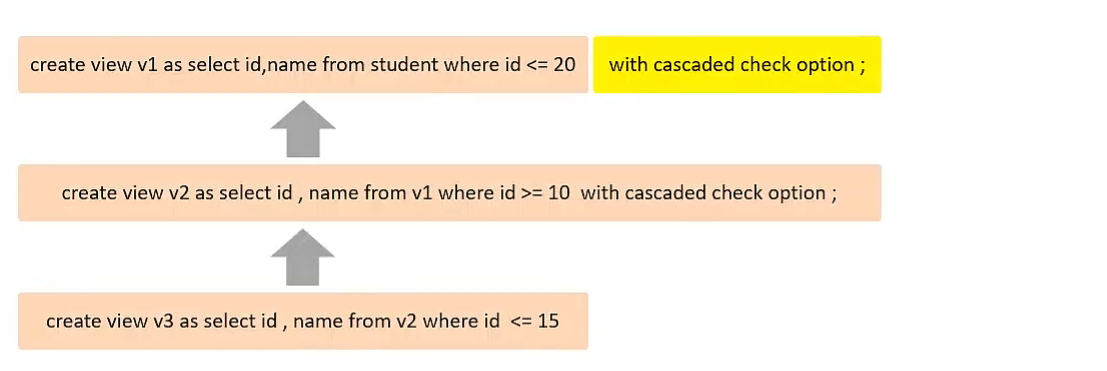 create view v1 as select id,name from student where id <= 20 with cascaded check option ;
create view v2 as select id , name from v1 where id >= 10 with cascaded check option ;
create view v3 as select id , name from v2 where id <= 15